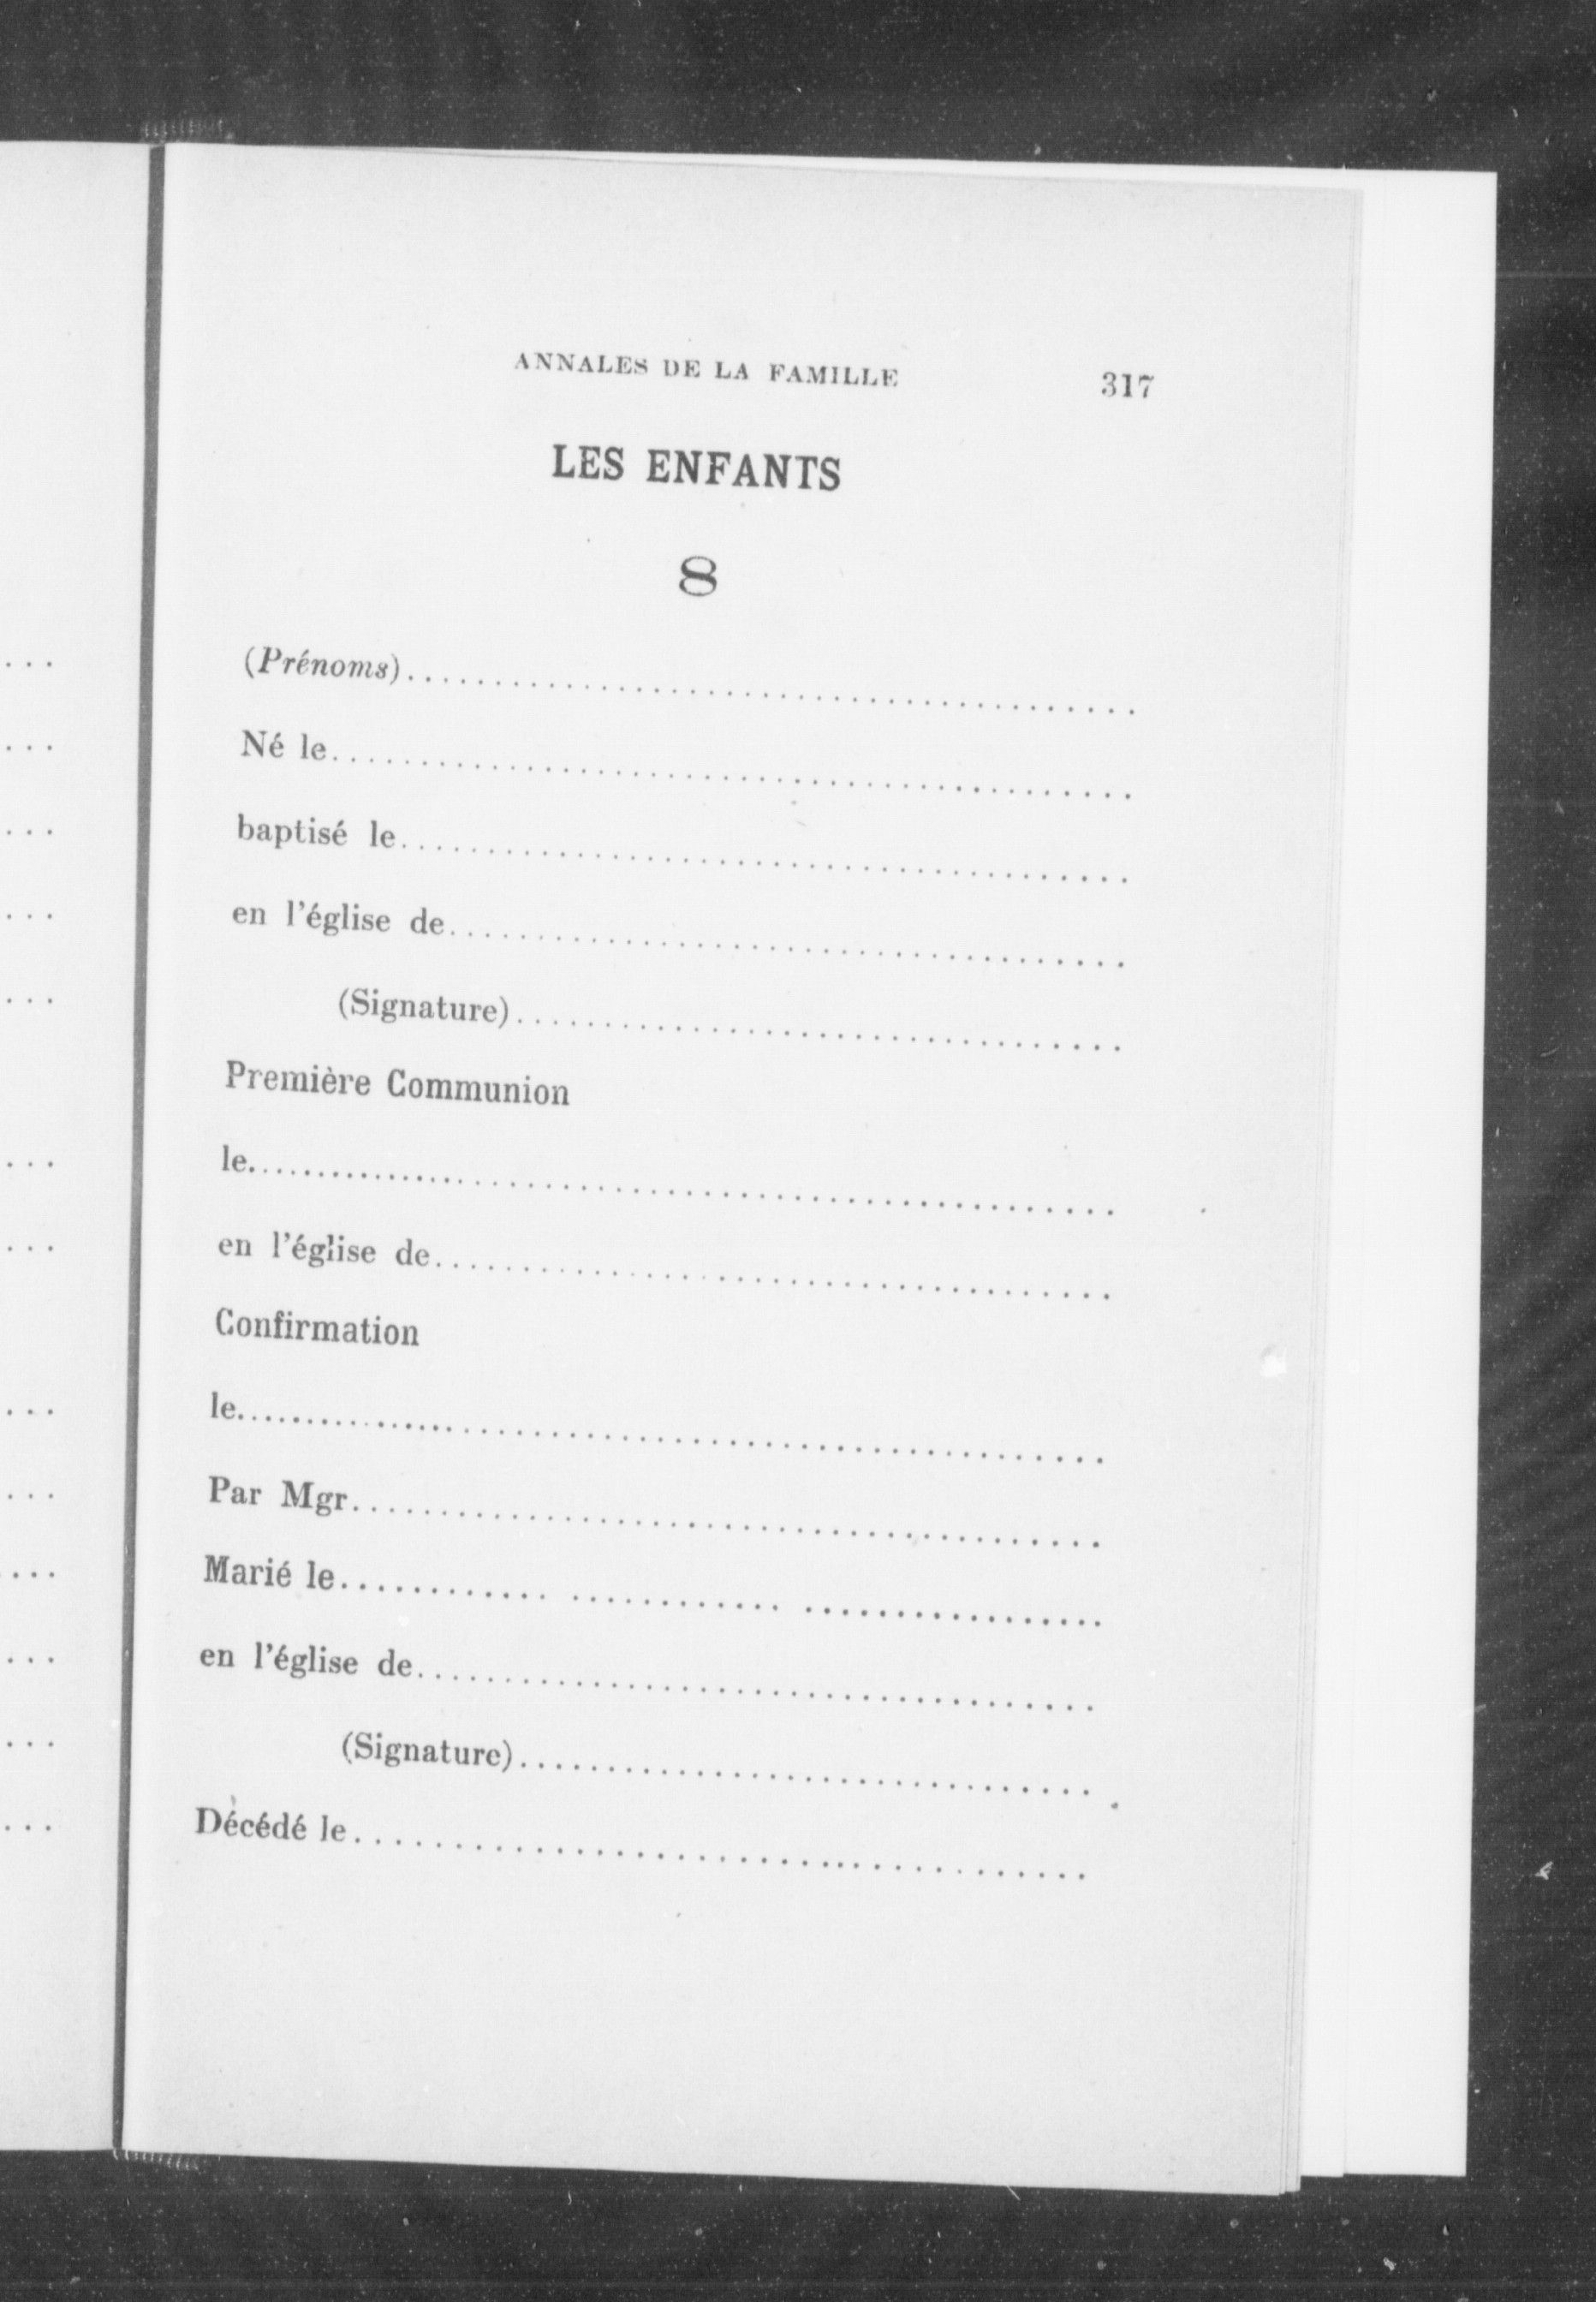 ANNALES DE LA FAMILLE 317
LES ENFANTS
8
(Prénoms)..........................................
Né le.............................................
baptisé le.........................................
en l'église de.......................................
(Signature)...................................
Première Communion
le.................................................
en l'église de.......................................
Confirmation
le.................................................
Par Mgr...........................................
Marié le............ ............ .................
en l'église de.......................................
(Signature).................................
Décédé le..........................................